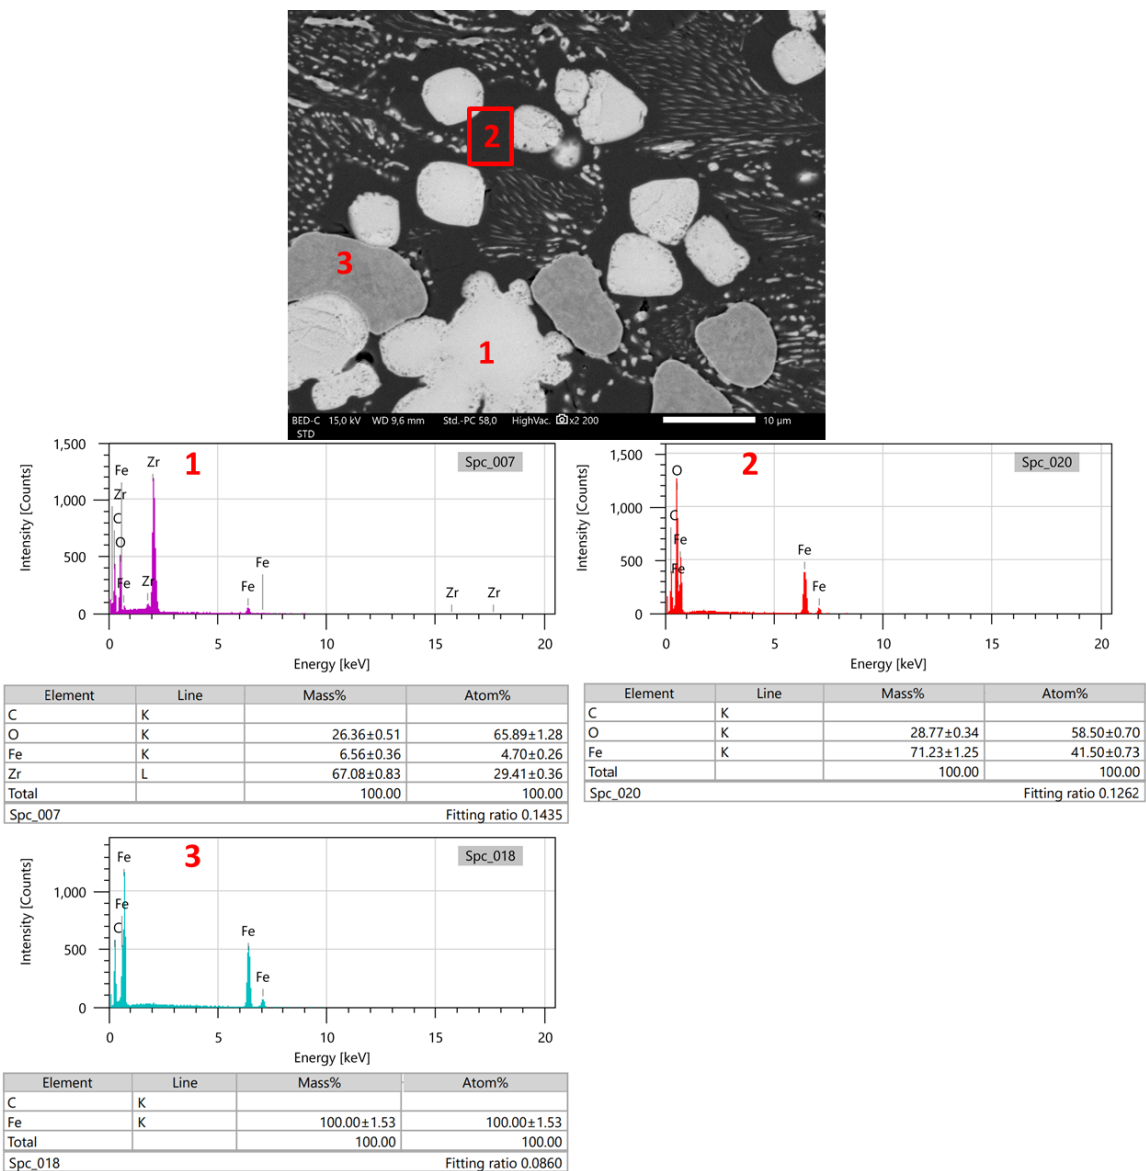 2
3
1
BED-C 15,0 kV WD 9,6 mm Std.-PC 58,0 HighVac. x2 200 10 µm
STD
1
Spc_007
Intensity [Counts]
1,500
1,000
500
0
Fe
Zr
C
O
Fe
Zr
Zr
Fe
Fe
Zr
Zr
0 5 10 15 20
Energy [keV]
Element Line Mass% Atom%
C K
O K 26.36±0.51 65.89±1.28
Fe K 6.56±0.36 4.70±0.26
Zr L 67.08±0.83 29.41±0.36
Total 100.00 100.00
Spc_007 Fitting ratio 0.1435
2
Spc_020
Intensity [Counts]
1,500
1,000
500
0
O
C
Fe
Fe
Fe
Fe
0 5 10 15 20
Energy [keV]
Element Line Mass% Atom%
C K
O K 28.77±0.34 58.50±0.70
Fe K 71.23±1.25 41.50±0.73
Total 100.00 100.00
Spc_020 Fitting ratio 0.1262
3
Spc_018
Intensity [Counts]
1,000
500
0
Fe
Fe
C
Fe
Fe
0 5 10 15 20
Energy [keV]
Element Line Mass% Atom%
C K
Fe K 100.00±1.53 100.00±1.53
Total 100.00 100.00
Spc_018 Fitting ratio 0.0860